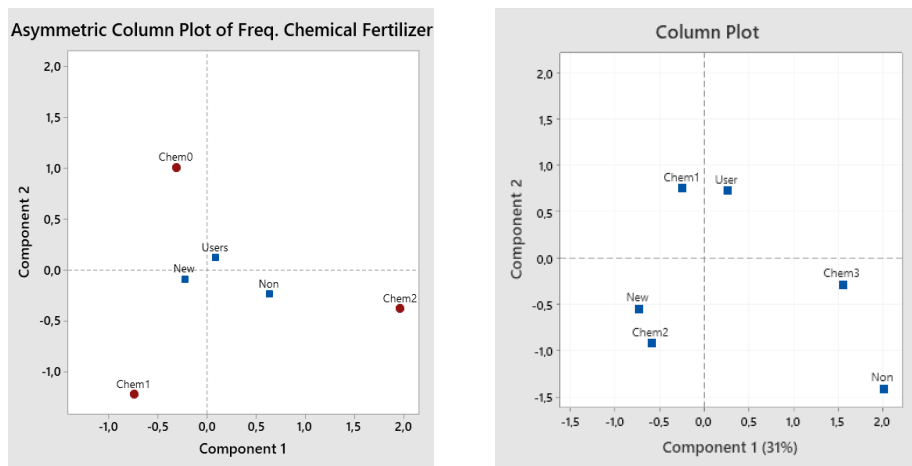 Asymmetric Column Plot of Freq. Chemical Fertilizer
2,0
1,5
1,0
0,5
0,0
-0,5
-1,0
Component 2
Chem0
Users
New
Non
Chem2
Chem1
-1,0 -0,5 0,0 0,5 1,0 1,5 2,0
Component 1
Column Plot
2,0
1,5
1,0
0,5
0,0
-0,5
-1,0
-1,5
Component 2
Chem1 User
Chem3
New
Chem2
Non
-1,5 -1,0 -0,5 0,0 0,5 1,0 1,5 2,0
Component 1 (31%)